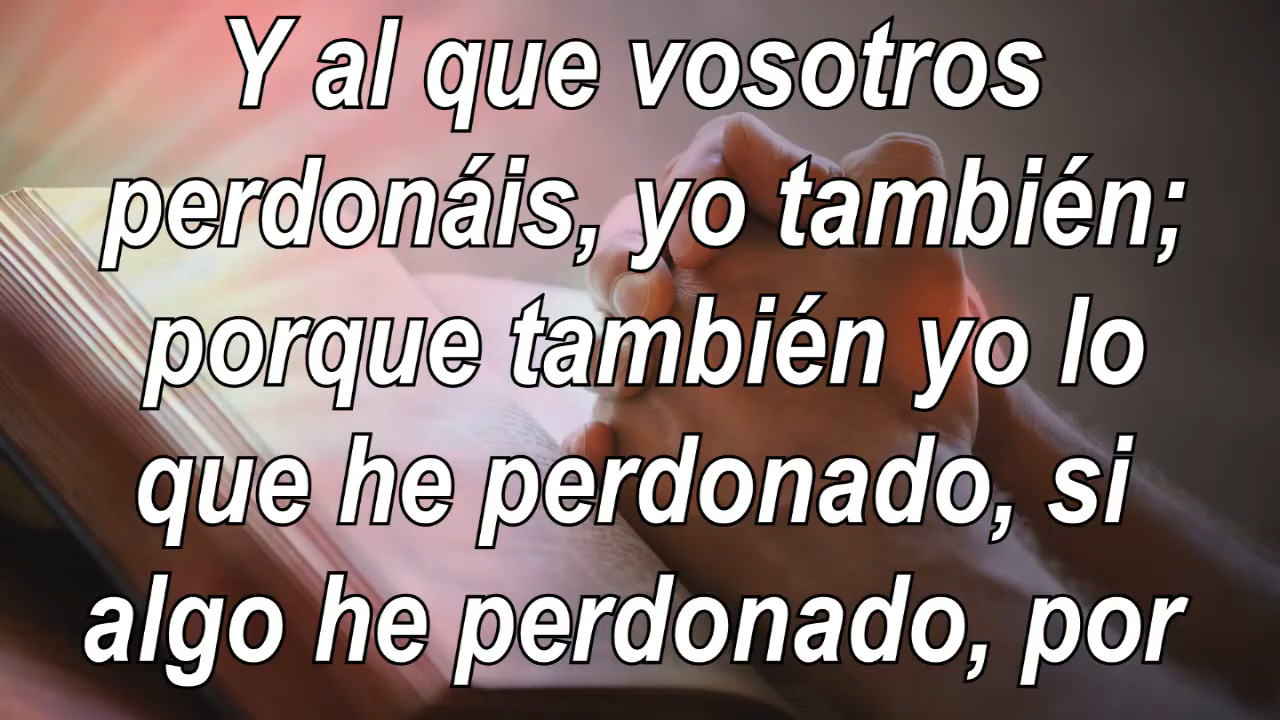 Y al que vosotros
perdonáis, yo también;
porque también yo lo
que he perdonado, si
algo he perdonado, por